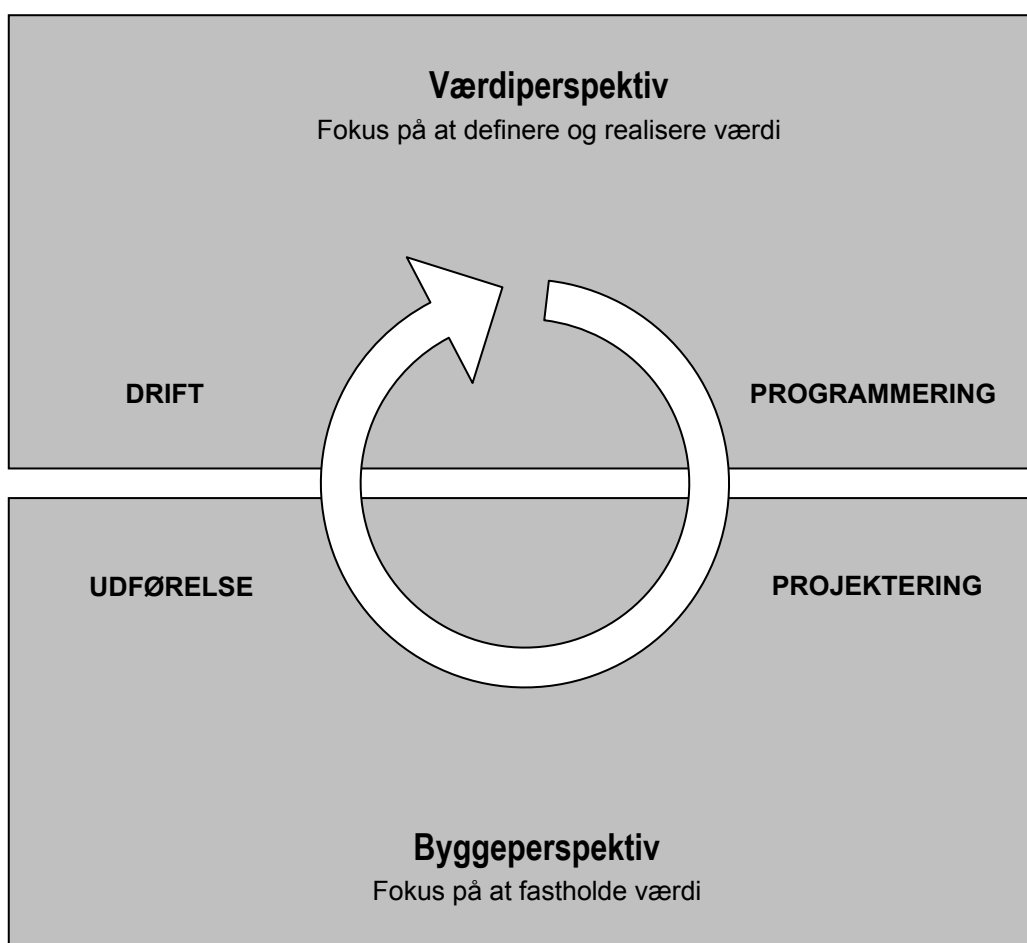 Værdiperspektiv
Fokus på at definere og realisere værdi
DRIFT
PROGRAMMERING
UDFØRELSE
PROJEKTERING
Byggeperspektiv
Fokus på at fastholde værdi